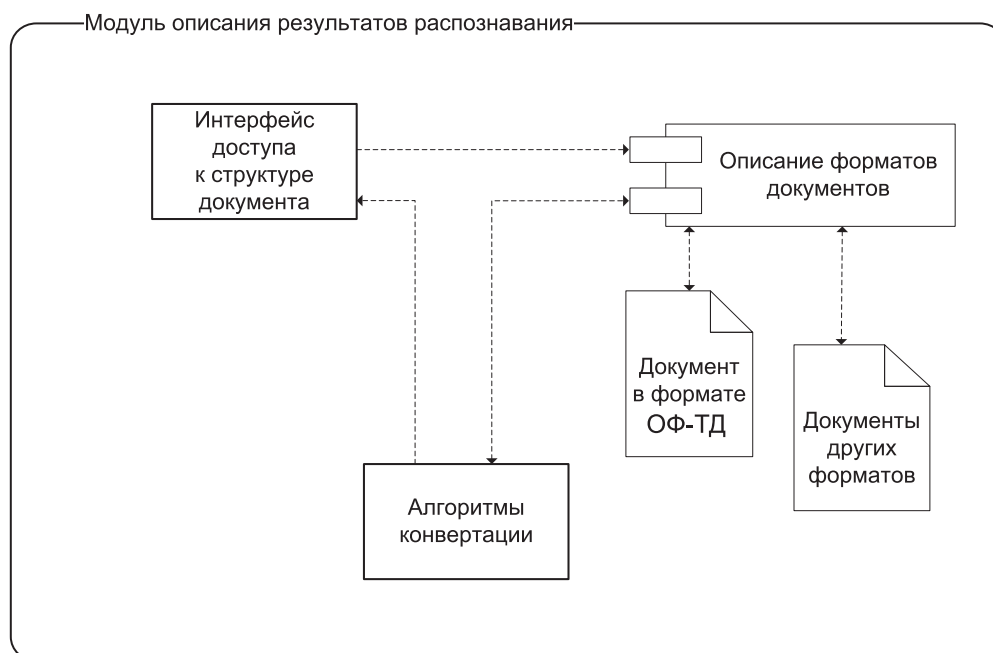 Модуль описания результатов распознавания
Интерфейс
доступа
к структуре
документа
Описание форматов
документов
Документ
в формате
ОФ-ТД
Документы
других
форматов
Алгоритмы
конвертации